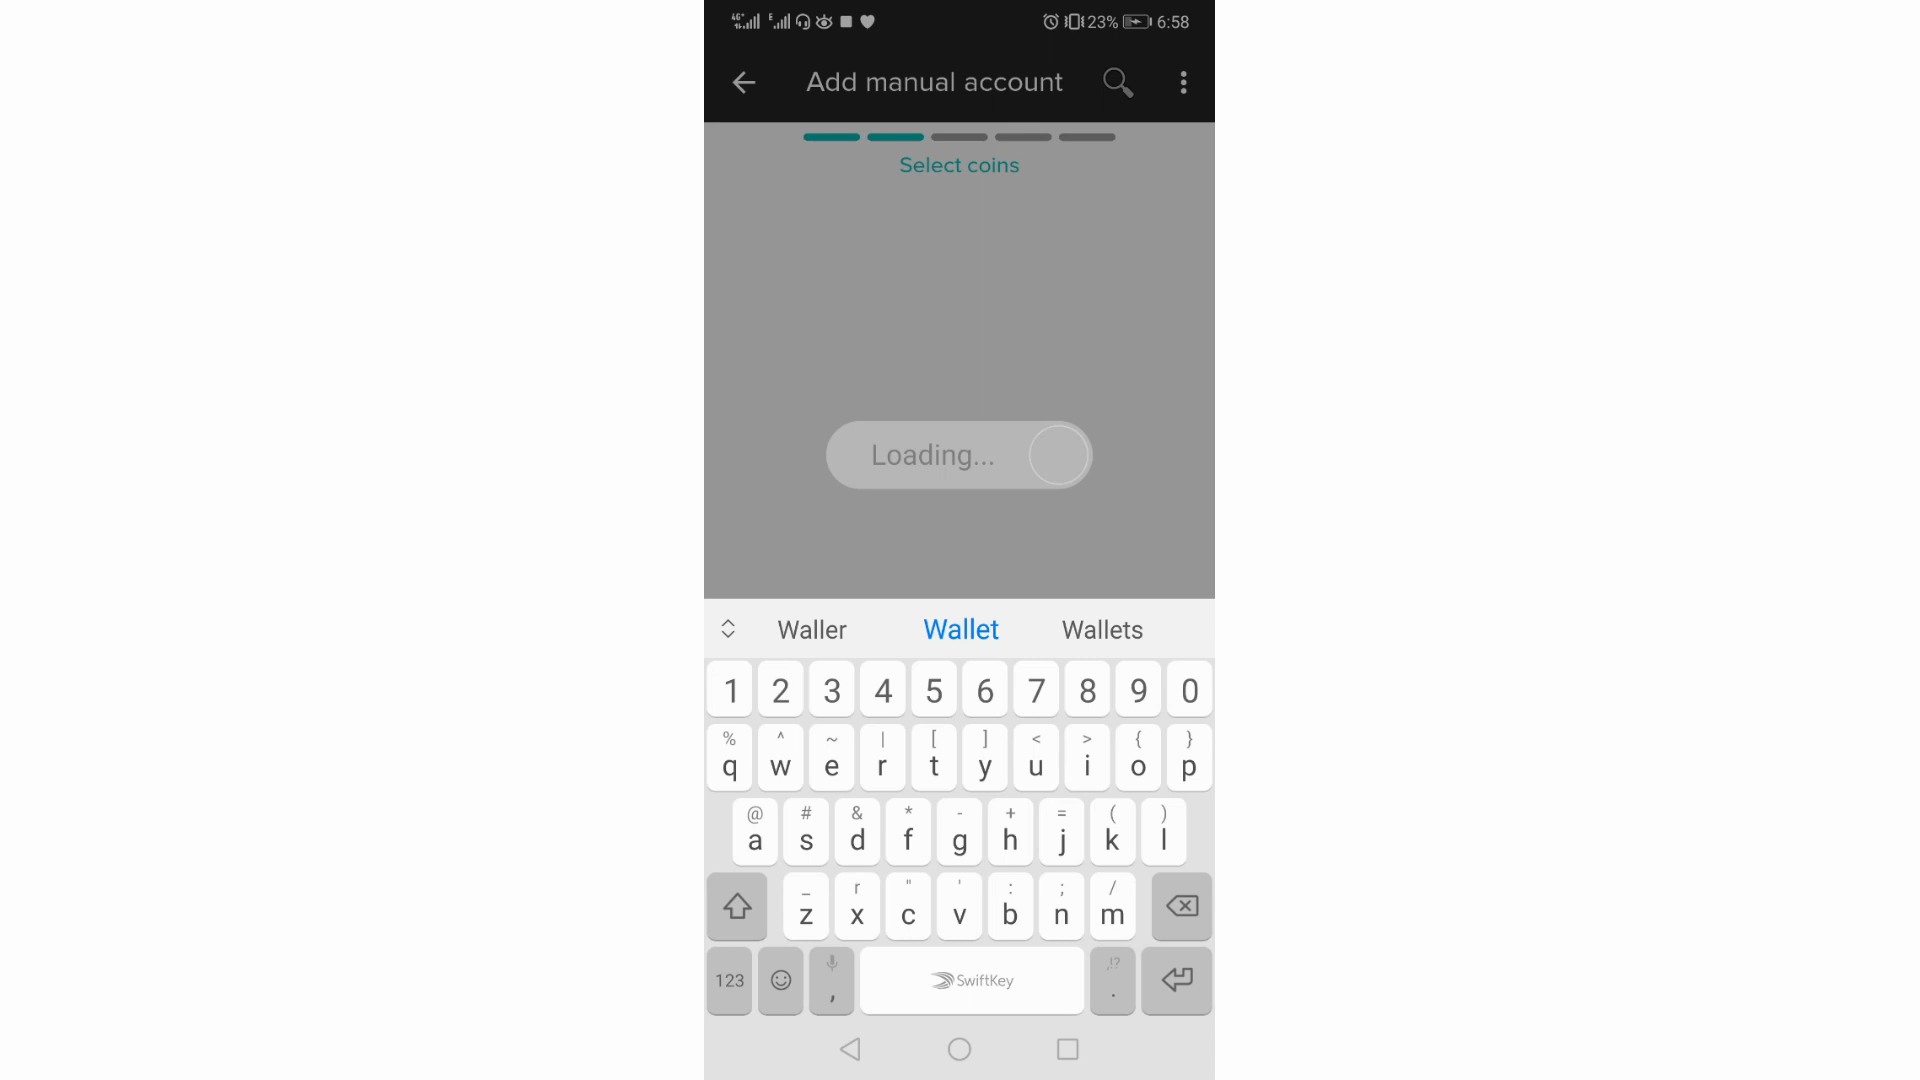 4G E 23% 6:58
Add manual account
Select coins
Loading...
Waller Wallet Wallets
1 2 3 4 5 6 7 8 9 0
% ^ ~ | [ ] < > { }
q w e r t y u i o p
@ # & * - + = ( )
a s d f g h j k l
_ r " ' : ; /
z x c v b n m
,!?
123 , SwiftKey .